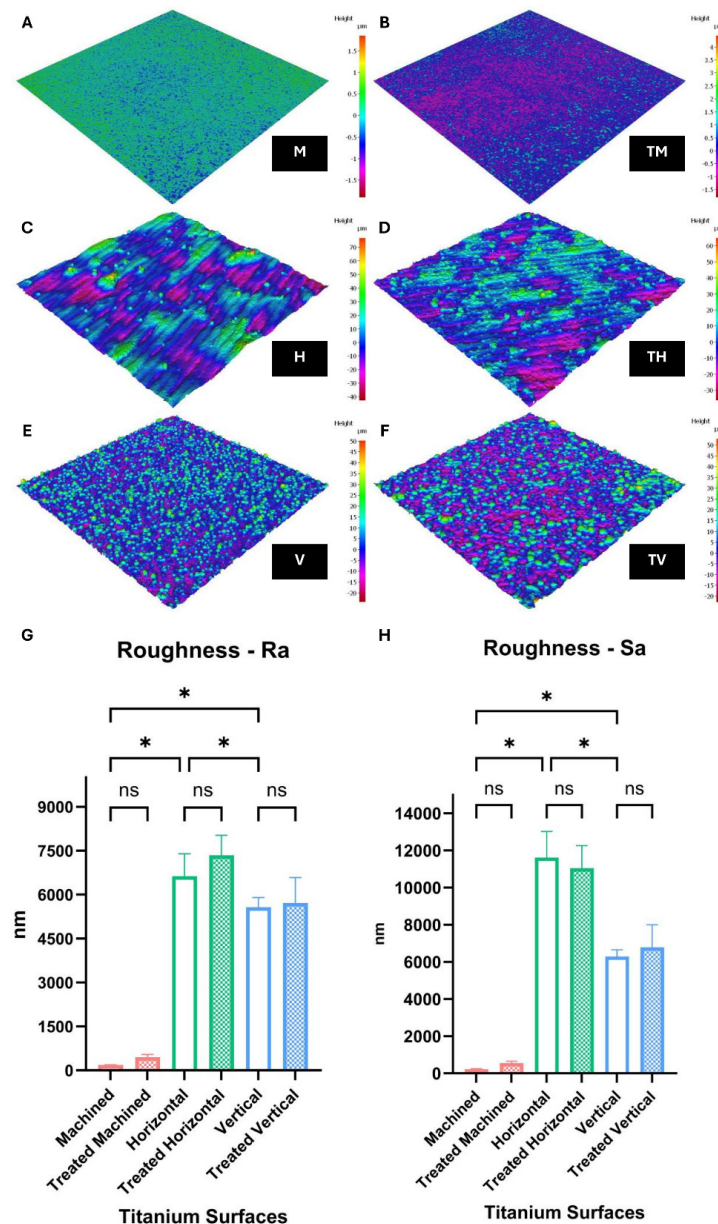 A
Height
µm
1.5
1
0.5
0
-0.5
-1
-1.5
M
B
Height
µm
4
3.5
3
2.5
2
1.5
1
0.5
0
-0.5
-1
-1.5
TM
C
Height
µm
70
60
50
40
30
20
10
0
-10
-20
-30
-40
H
D
Height
µm
60
50
40
30
20
10
0
-10
-20
-30
TH
E
Height
µm
50
45
40
35
30
25
20
15
10
5
0
-5
-10
-15
-20
V
F
Height
µm
50
45
40
35
30
25
20
15
10
5
0
-5
-10
-15
-20
TV
G
Roughness - Ra
*
* *
ns ns ns
9000
7500
6000
4500
3000
1500
0
nm
Machined
Treated Machined
Horizontal
Treated Horizontal
Vertical
Treated Vertical
Titanium Surfaces
H
Roughness - Sa
*
* *
ns ns ns
14000
12000
10000
8000
6000
4000
2000
0
nm
Machined
Treated Machined
Horizontal
Treated Horizontal
Vertical
Treated Vertical
Titanium Surfaces